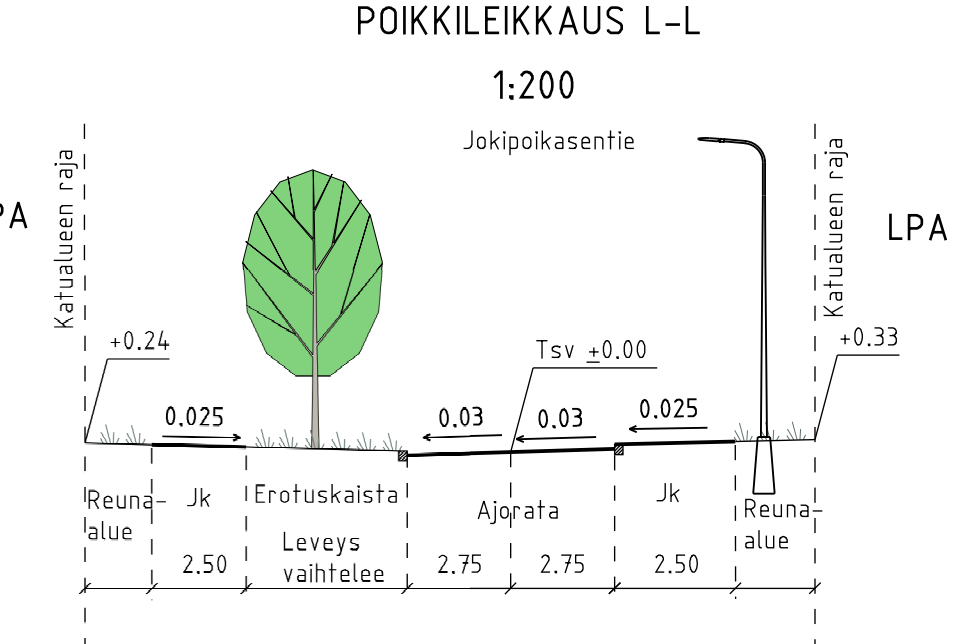 POIKKILEIKKAUS L-L
1:200
Jokipoikasentie
Katualueen raja
Katualueen raja
PA
LPA
+0.24
Tsv ±0.00
+0.33
0.025
0.03
0.03
0.025
Reuna-
alue
Jk
Erotuskaista
Leveys
vaihtelee
Ajorata
Jk
Reuna-
alue
2.50
2.75
2.75
2.50